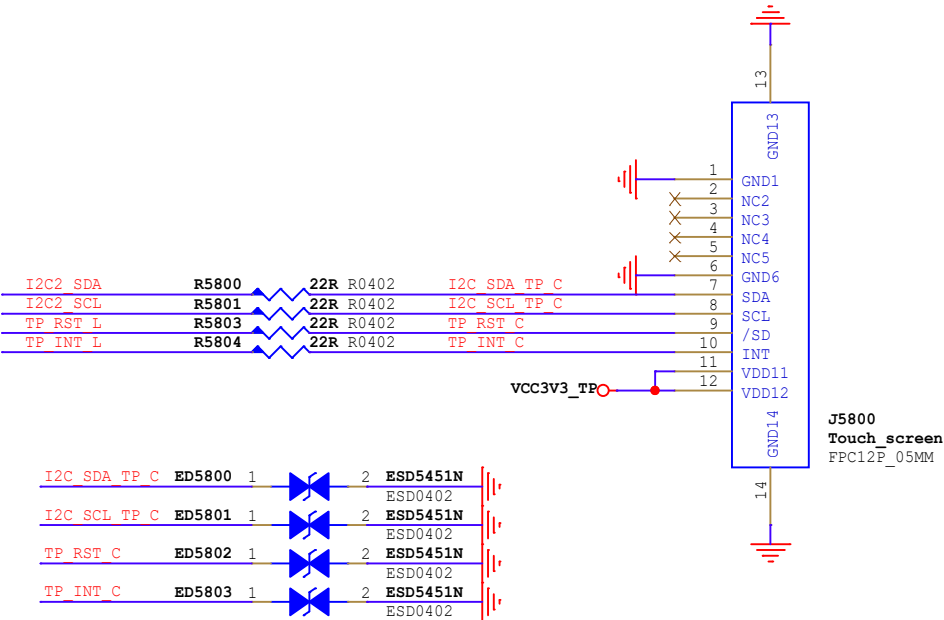 13
GND13
1 GND1
2 NC2
3 NC3
4 NC4
5 NC5
6 GND6
I2C2_SDA R5800 22R R0402 I2C_SDA_TP_C 7 SDA
I2C2_SCL R5801 22R R0402 I2C_SCL_TP_C 8 SCL
TP_RST_L R5803 22R R0402 TP_RST_C 9 /SD
TP_INT_L R5804 22R R0402 TP_INT_C 10 INT
11 VDD11
VCC3V3_TP 12 VDD12
GND14
14
J5800
Touch_screen
FPC12P_05MM
I2C_SDA_TP_C ED5800 1 2 ESD5451N
ESD0402
I2C_SCL_TP_C ED5801 1 2 ESD5451N
ESD0402
TP_RST_C ED5802 1 2 ESD5451N
ESD0402
TP_INT_C ED5803 1 2 ESD5451N
ESD0402